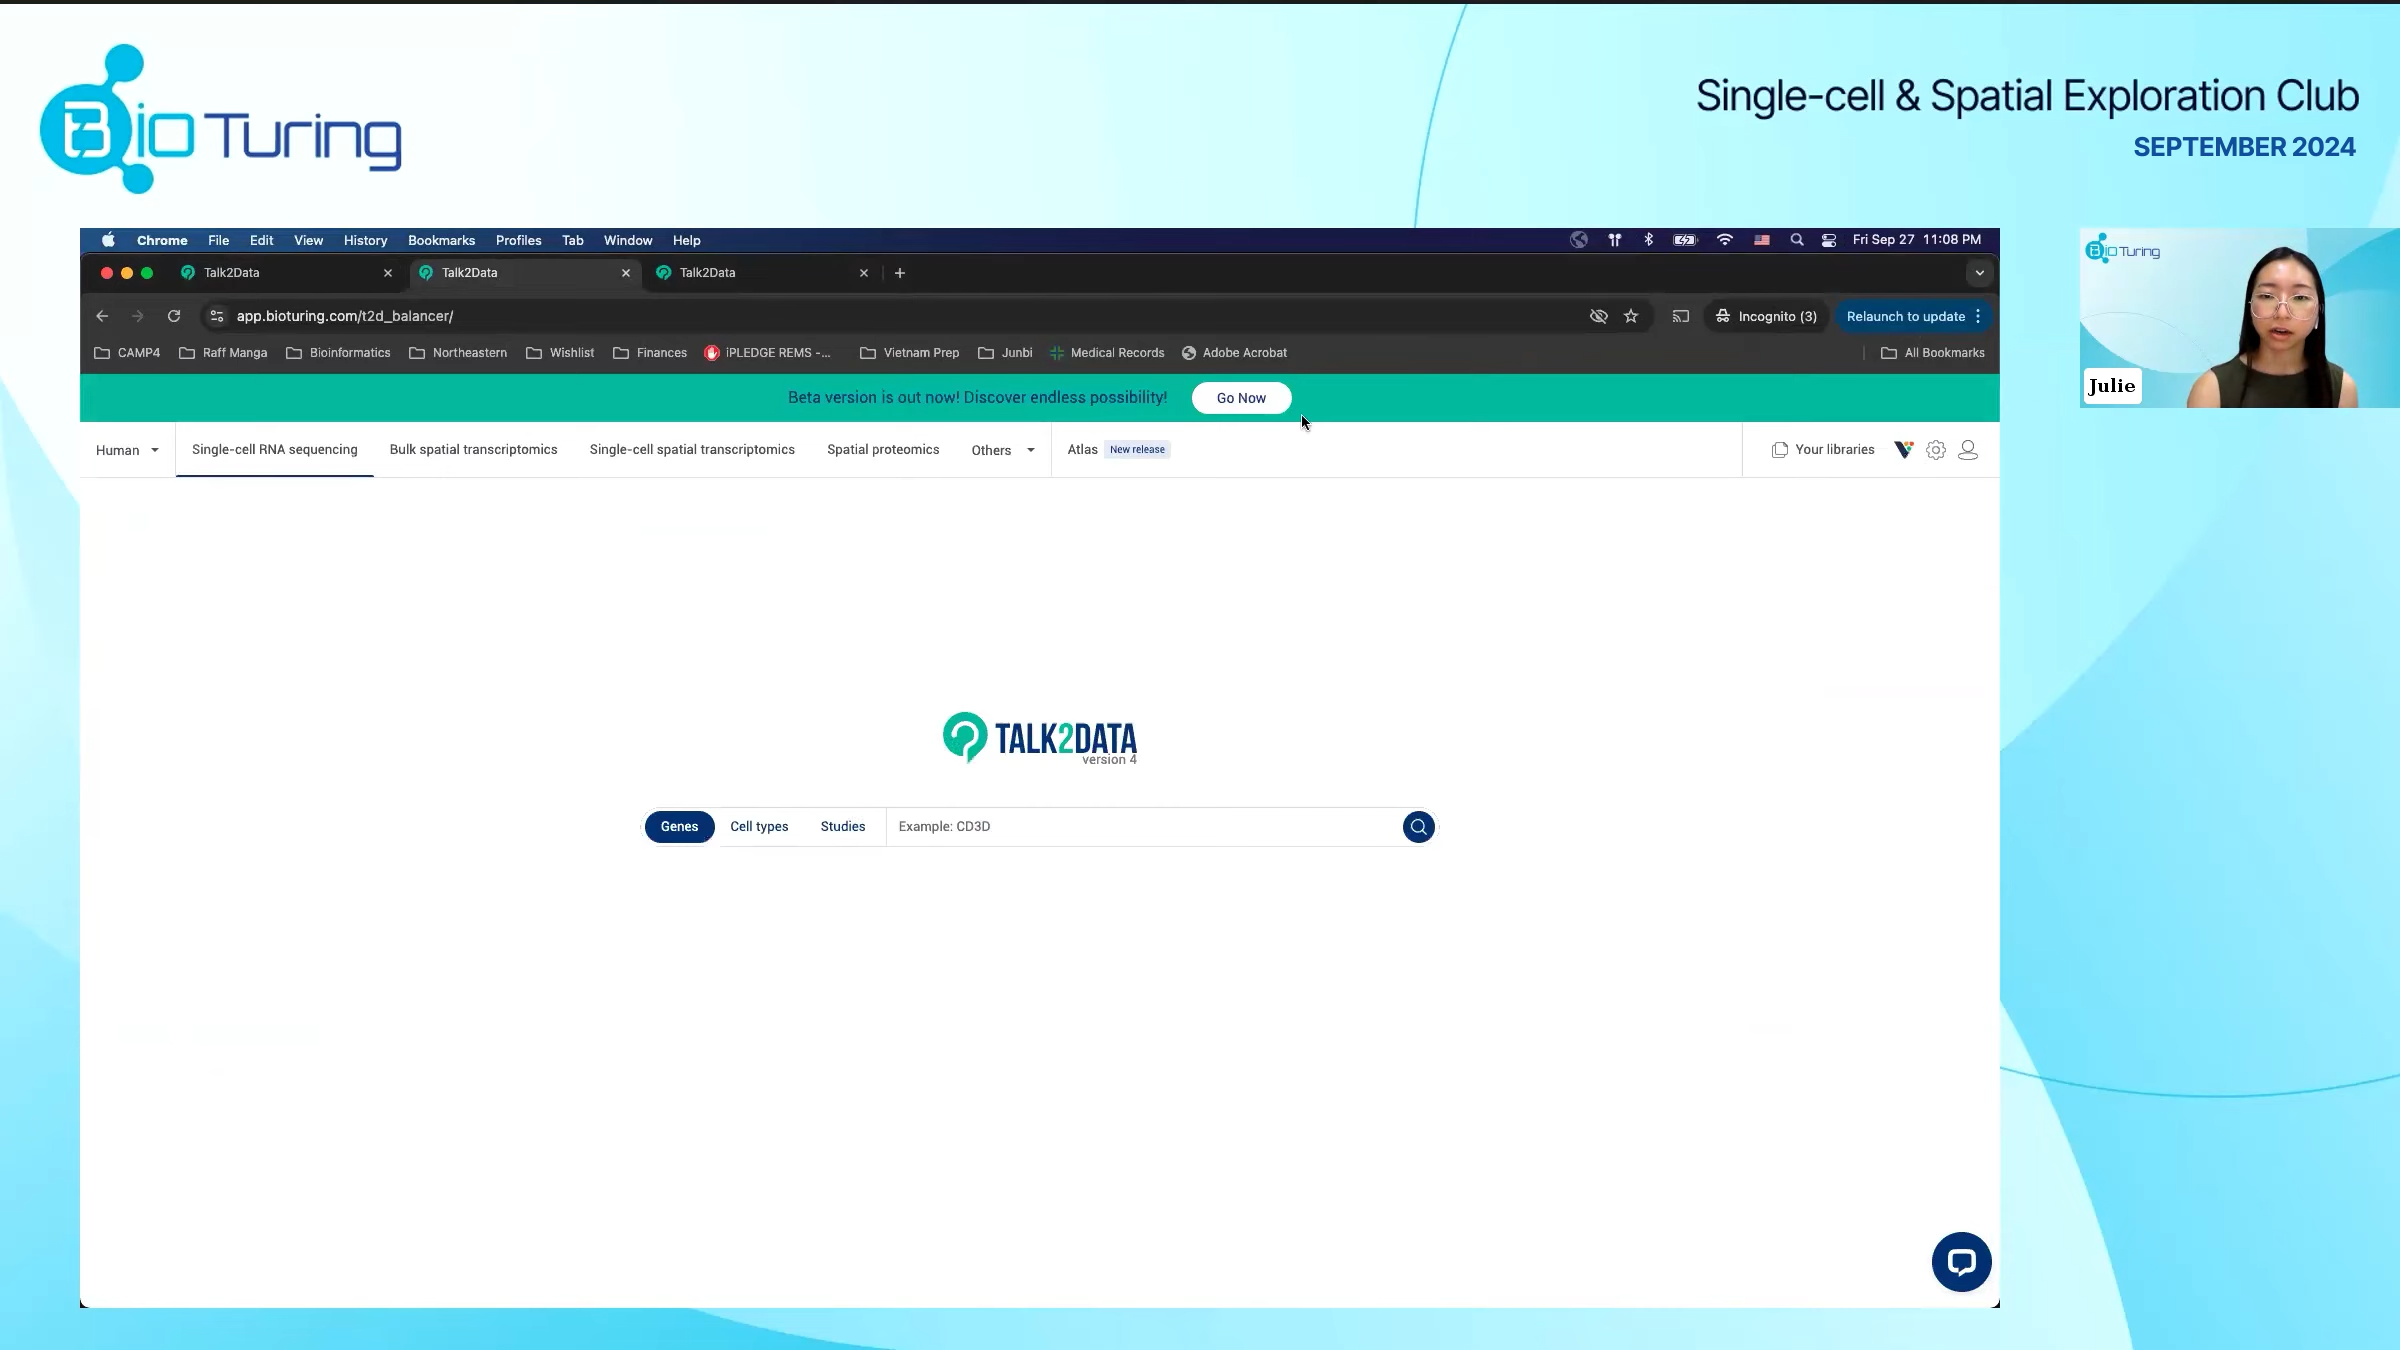 BioTuring
Single-cell & Spatial Exploration Club
SEPTEMBER 2024
Chrome File Edit View History Bookmarks Profiles Tab Window Help Fri Sep 27 11:08 PM
Talk2Data Talk2Data Talk2Data
app.bioturing.com/t2d_balancer/ Incognito (3) Relaunch to update
CAMP4 Raff Manga Bioinformatics Northeastern Wishlist Finances iPLEDGE REMS -... Vietnam Prep Junbi Medical Records Adobe Acrobat All Bookmarks
Beta version is out now! Discover endless possibility! Go Now
Human Single-cell RNA sequencing Bulk spatial transcriptomics Single-cell spatial transcriptomics Spatial proteomics Others Atlas New release Your libraries
TALK2DATA
version 4
Genes Cell types Studies Example: CD3D
BioTuring
Julie